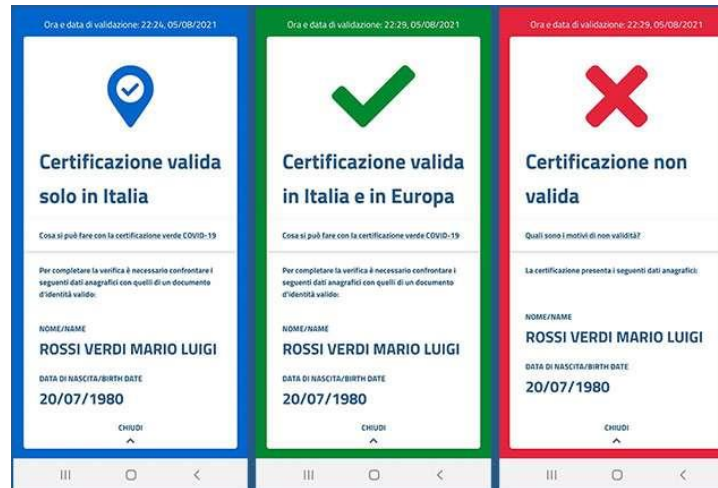 Ora e data di validazione: 22:24, 05/08/2021
Certificazione valida
solo in Italia
Cosa si può fare con la certificazione verde COVID-19
Per completare la verifica è necessario confrontare i
seguenti dati anagrafici con quelli di un documento
d'identità valido:
NOME/NAME
ROSSI VERDI MARIO LUIGI
DATA DI NASCITA/BIRTH DATE
20/07/1980
CHIUDI
Ora e data di validazione: 22:29, 05/08/2021
Certificazione valida
in Italia e in Europa
Cosa si può fare con la certificazione verde COVID-19
Per completare la verifica è necessario confrontare i
seguenti dati anagrafici con quelli di un documento
d'identità valido:
NOME/NAME
ROSSI VERDI MARIO LUIGI
DATA DI NASCITA/BIRTH DATE
20/07/1980
CHIUDI
Ora e data di validazione: 22:29, 05/08/2021
Certificazione non
valida
Quali sono i motivi di non validità?
La certificazione presenta i seguenti dati anagrafici:
NOME/NAME
ROSSI VERDI MARIO LUIGI
DATA DI NASCITA/BIRTH DATE
20/07/1980
CHIUDI